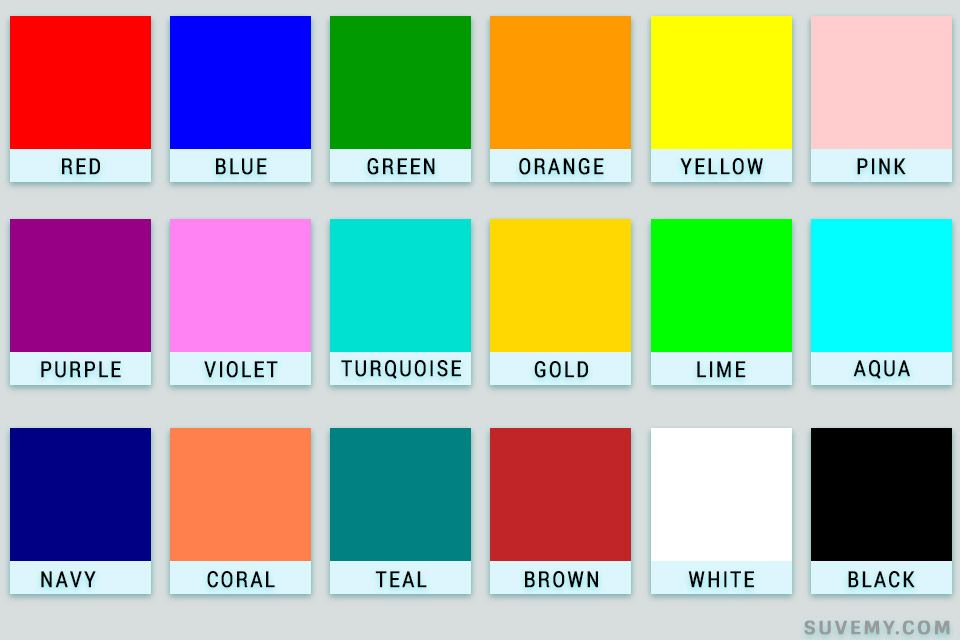 RED
BLUE
GREEN
ORANGE
YELLOW
PINK
PURPLE
VIOLET
TURQUOISE
GOLD
LIME
AQUA
NAVY
CORAL
TEAL
BROWN
WHITE
BLACK
SUVEMY.COM